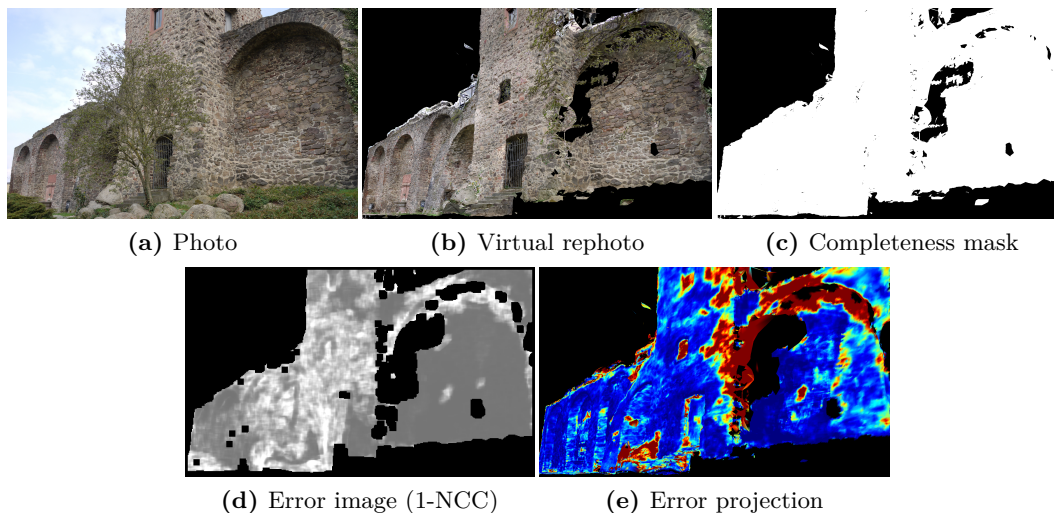 (a) Photo
(b) Virtual rephoto
(c) Completeness mask
(d) Error image (1-NCC)
(e) Error projection